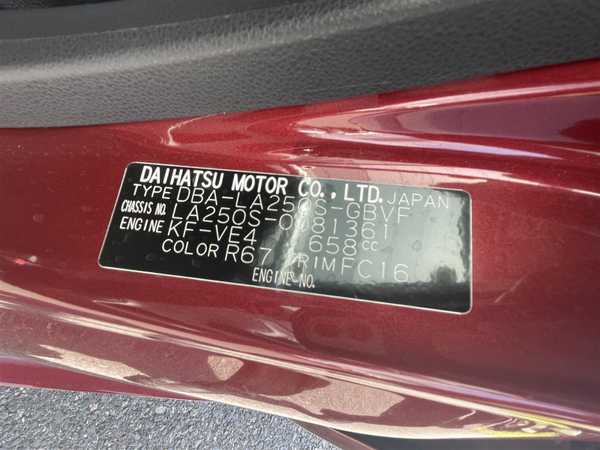 DAIHATSU MOTOR CO., LTD. JAPAN
TYPE DBA-LA250S-GBVF
CHASSIS NO. LA250S-0081361
ENGINE KF-VE4 658cc
COLOR R67 TRIM FC16
ENGINE-NO.